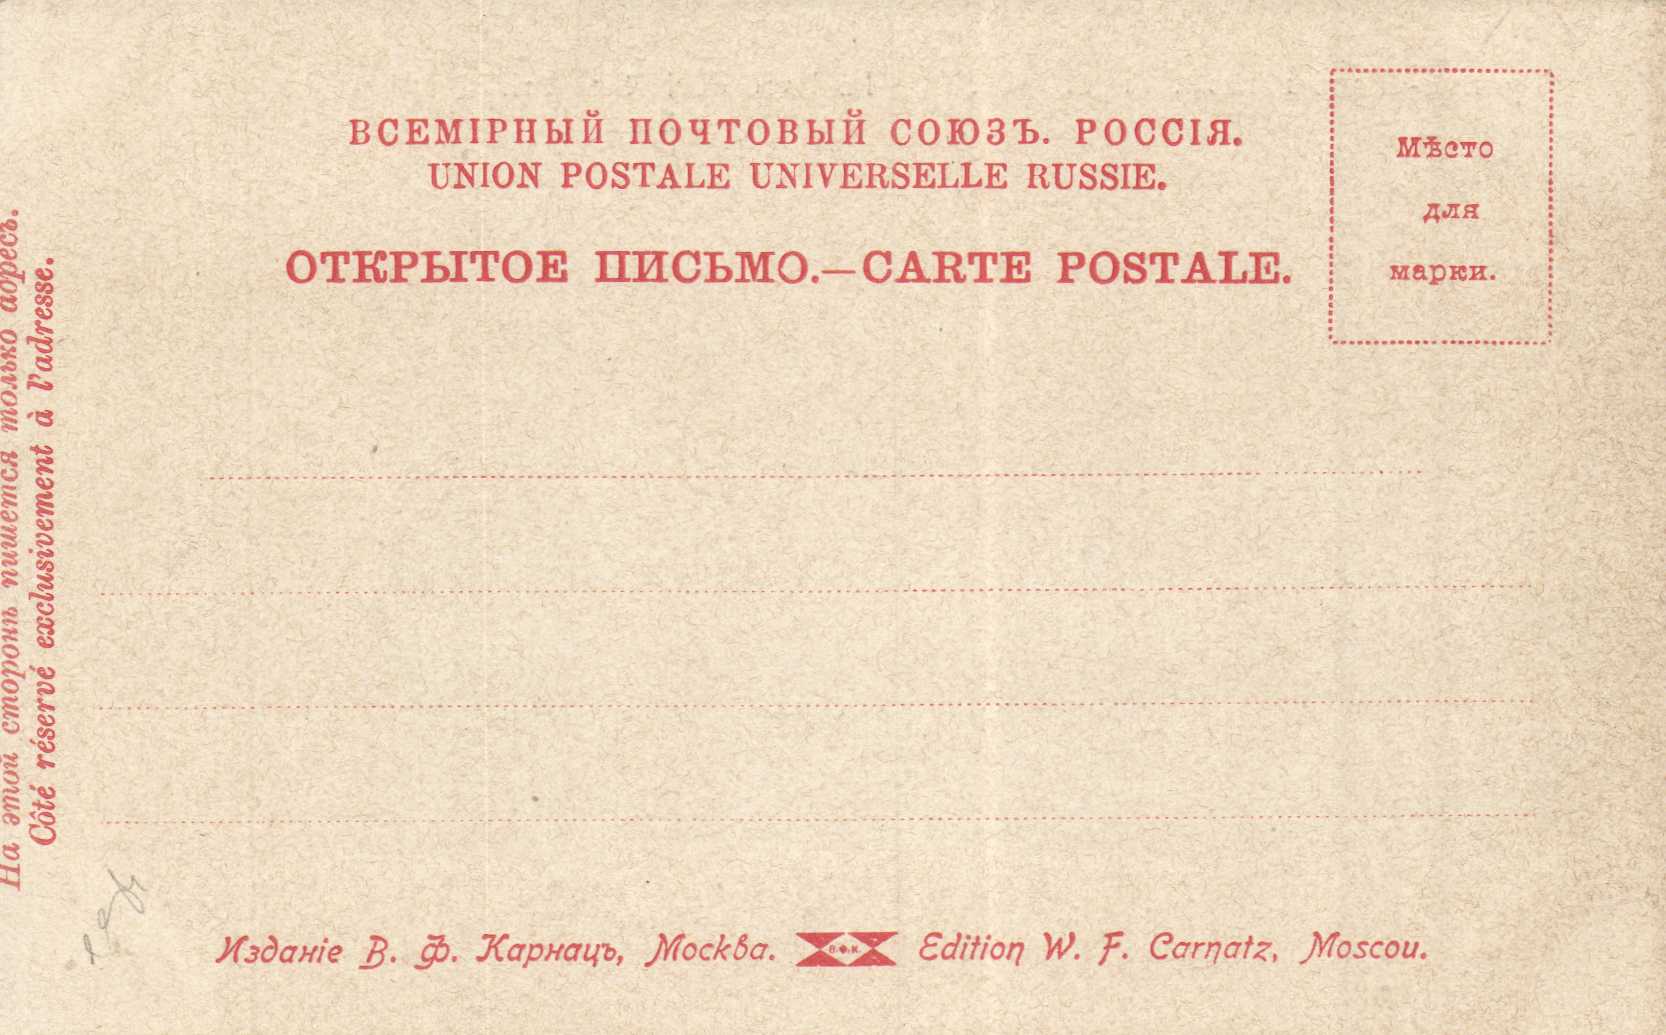 ВСЕМІРНЫЙ ПОЧТОВЫЙ СОЮЗЪ. РОССІЯ.
UNION POSTALE UNIVERSELLE RUSSIE.
ОТКРЫТОЕ ПИСЬМО.—CARTE POSTALE.
Мѣсто
для
марки.
На этой сторонѣ пишется только адресъ.
Côté réservé exclusivement à l'adresse.
Изданіе В. Ф. Карнацъ, Москва.
В.Ф.К.
Edition W. F. Carnatz, Moscou.